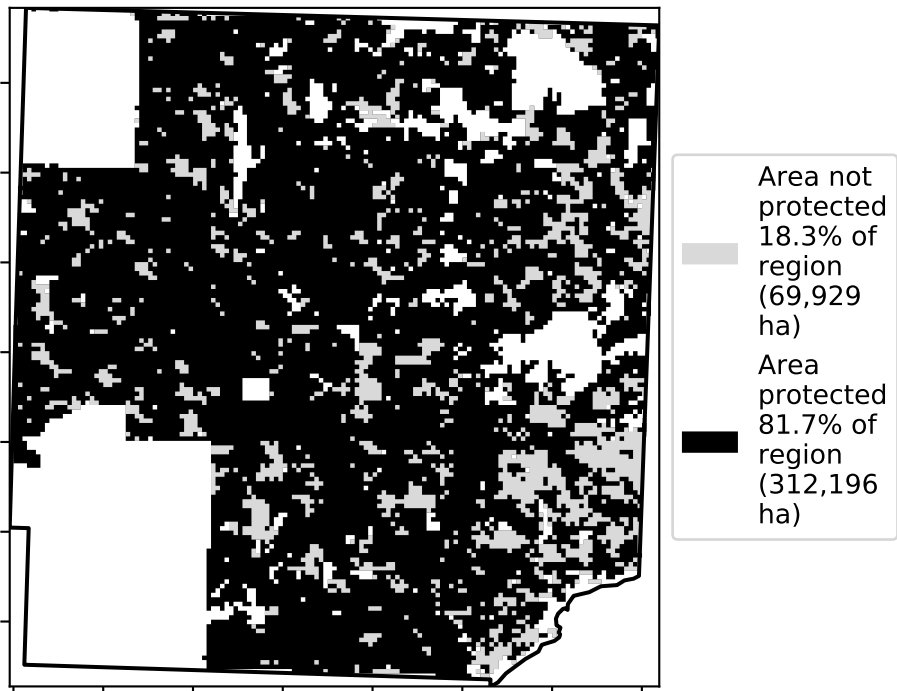 Area not
protected
18.3% of
region
(69,929
ha)
Area
protected
81.7% of
region
(312,196
ha)